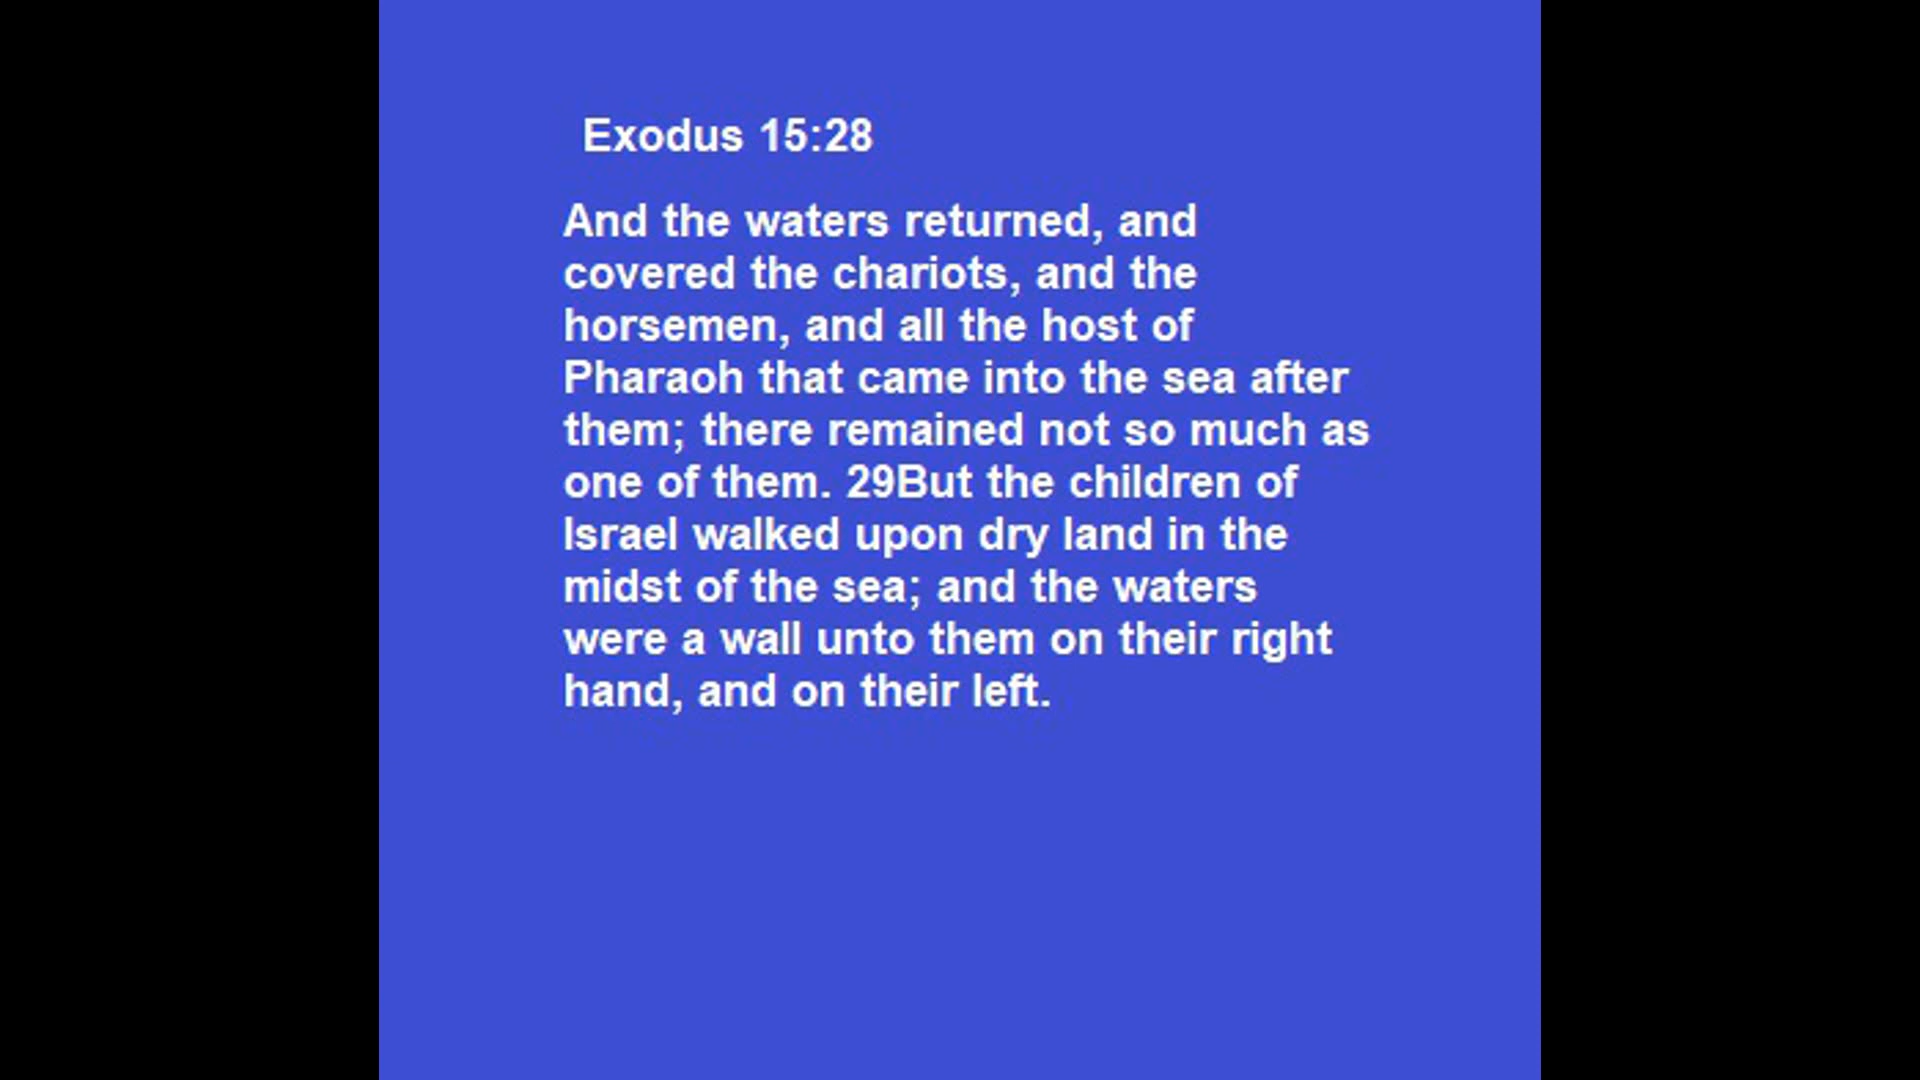 Exodus 15:28
And the waters returned, and
covered the chariots, and the
horsemen, and all the host of
Pharaoh that came into the sea after
them; there remained not so much as
one of them. 29But the children of
Israel walked upon dry land in the
midst of the sea; and the waters
were a wall unto them on their right
hand, and on their left.